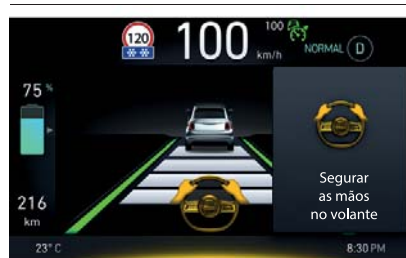 120
100
km/h
100
NORMAL D
75 %
216
km
Segurar
as mãos
no volante
23° C
8:30 PM